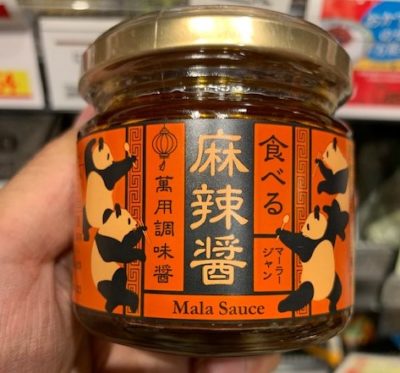 食べる
マーラー
ジャン
麻辣醤
萬用調味醤
Mala Sauce